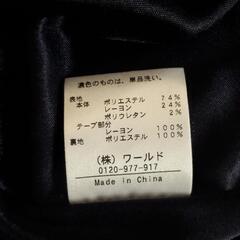 濃色のものは、単品洗い。
表地
本体 ポリエステル 74%
レーヨン 24%
ポリウレタン 2%
テープ部分
レーヨン 100%
裏地 ポリエステル 100%
(株) ワールド
0120-977-917
Made in China